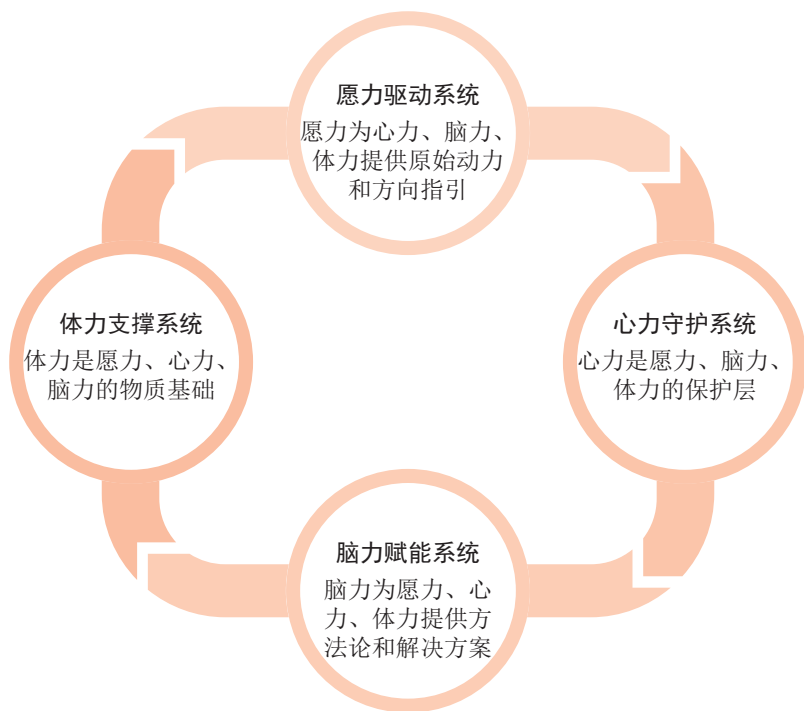 愿力驱动系统
愿力为心力、脑力、
体力提供原始动力
和方向指引
体力支撑系统
体力是愿力、心力、
脑力的物质基础
心力守护系统
心力是愿力、脑力、
体力的保护层
脑力赋能系统
脑力为愿力、心
力、体力提供方
法论和解决方案